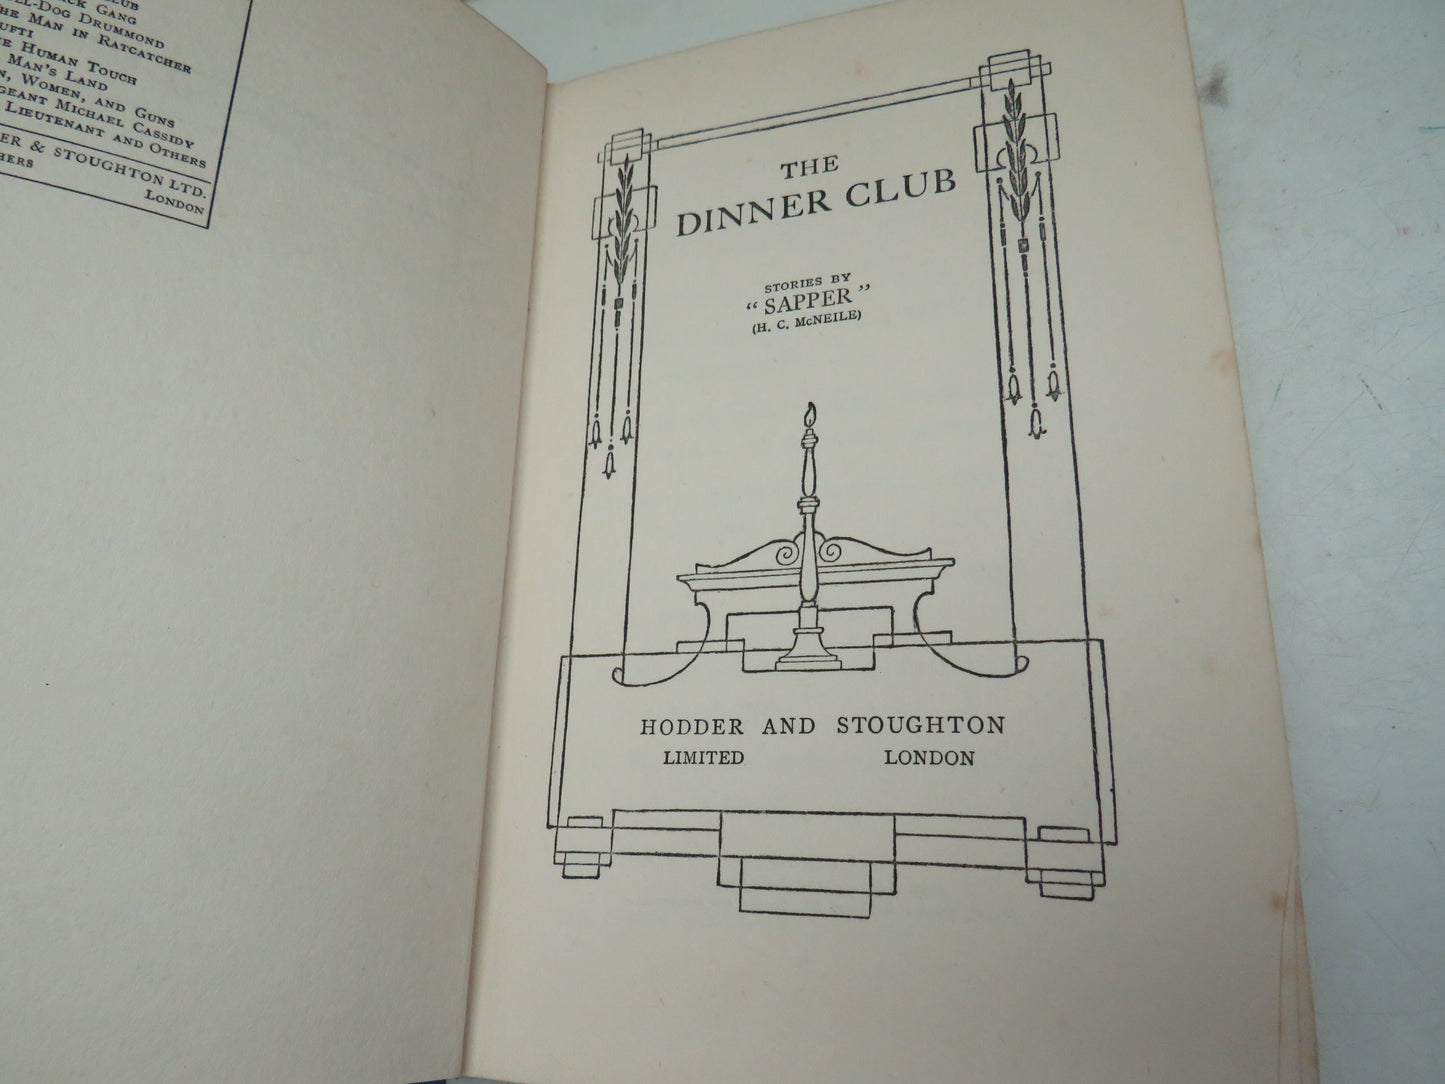 LUB
CK GANG
LL-DOG DRUMMOND
HE MAN IN RATCATCHER
UFTI
E HUMAN TOUCH
MAN'S LAND
N, WOMEN, AND GUNS
GEANT MICHAEL CASSIDY
LIEUTENANT AND OTHERS
ER & STOUGHTON LTD.
HERS LONDON
THE
DINNER CLUB
STORIES BY
“SAPPER”
(H. C. McNEILE)
HODDER AND STOUGHTON
LIMITED LONDON